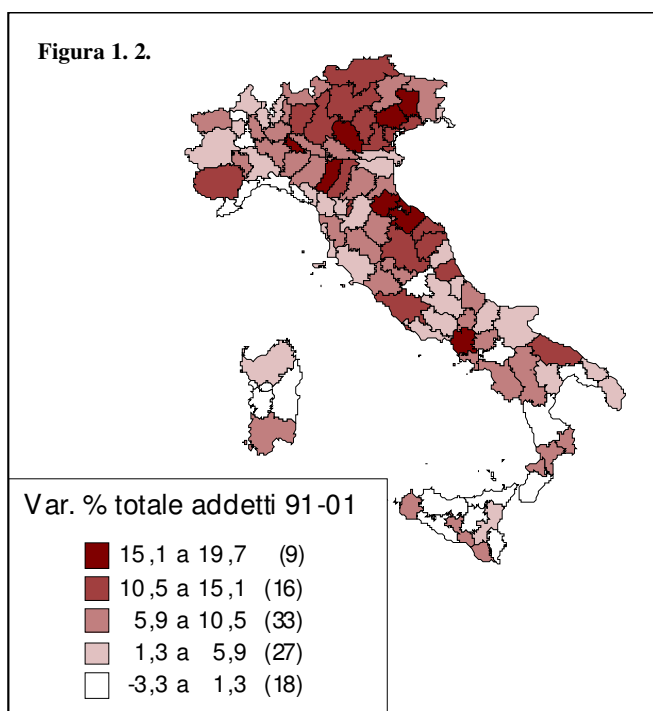 Figura 1. 2.
Var. % totale addetti 91-01
15,1 a 19,7 (9)
10,5 a 15,1 (16)
5,9 a 10,5 (33)
1,3 a 5,9 (27)
-3,3 a 1,3 (18)